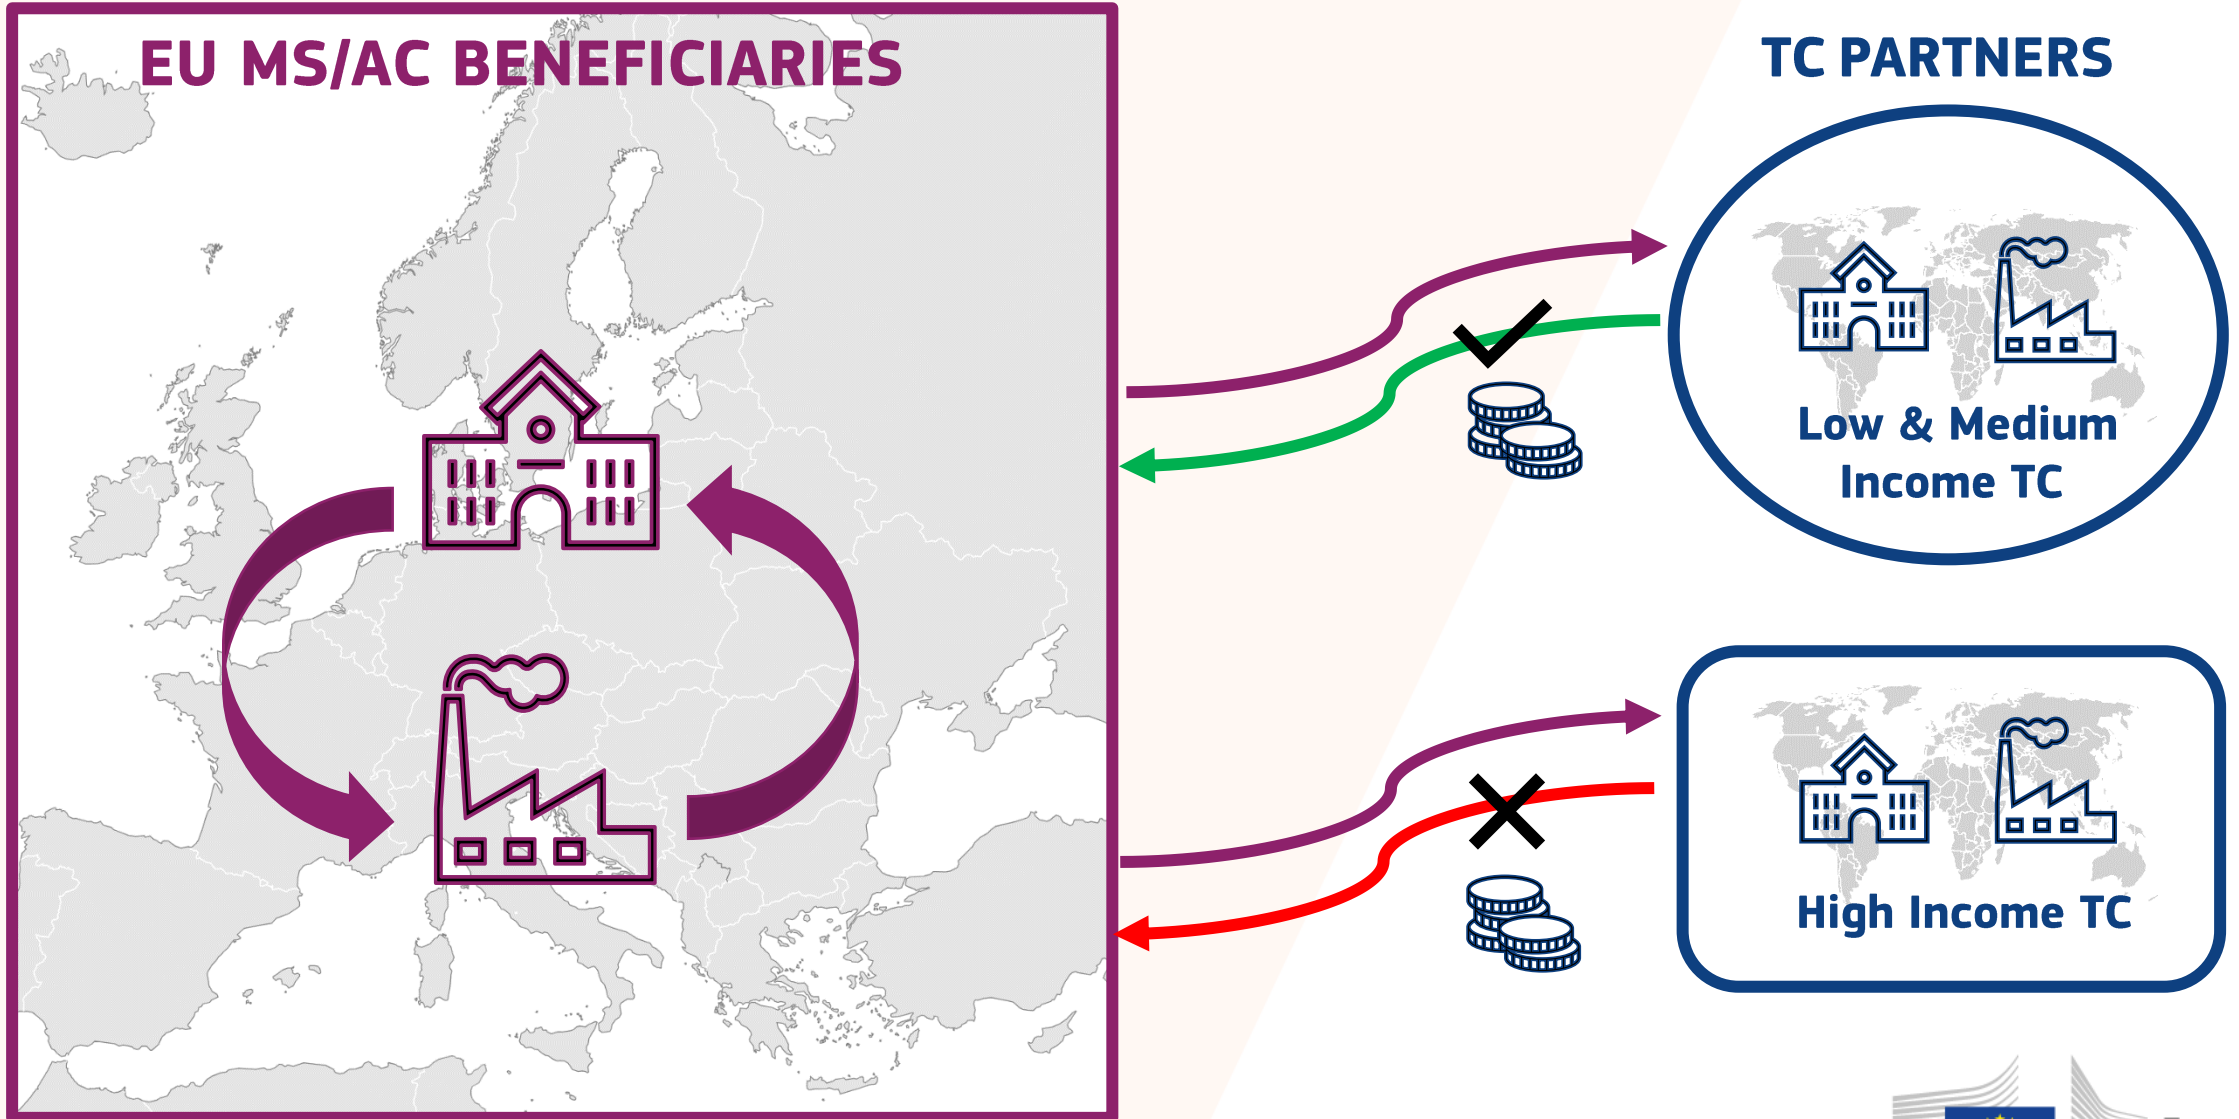 EU MS/AC BENEFICIARIES
TC PARTNERS
Low & Medium
Income TC
High Income TC